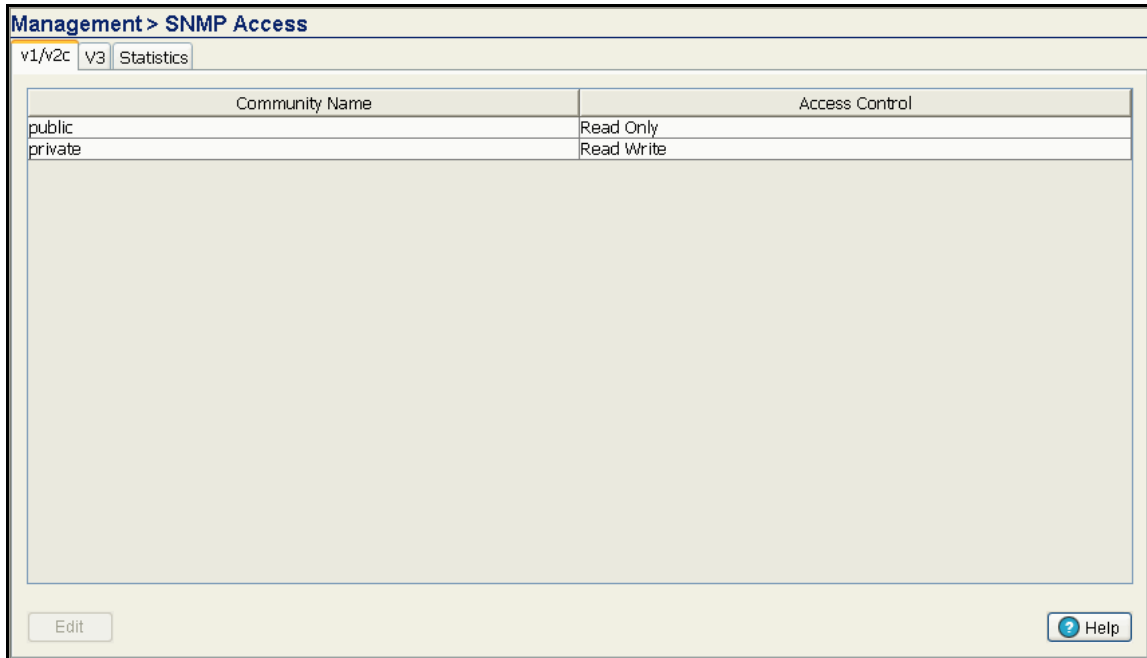 Management > SNMP Access
v1/v2c V3 Statistics
Community Name Access Control
public Read Only
private Read Write
Edit ? Help